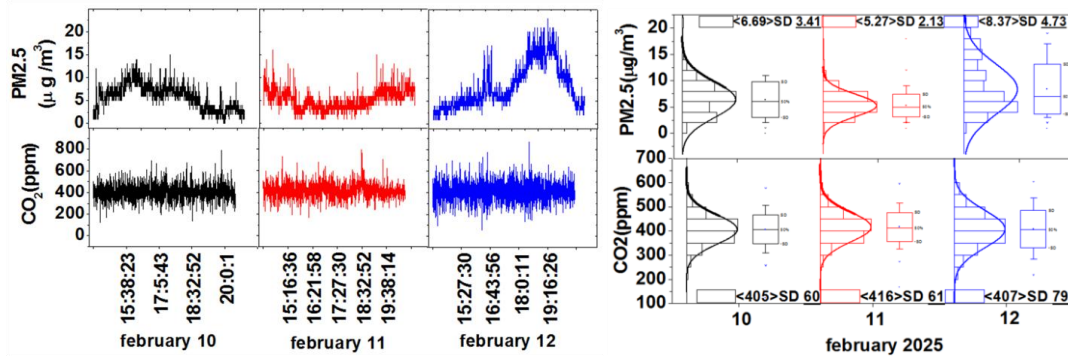 PM2.5
(μ g /m³)
25
20
15
10
5
0
CO₂(ppm)
800
600
400
200
0
15:38:23
17:5:43
18:32:52
20:0:1
february 10
15:16:36
16:21:58
17:27:30
18:32:52
19:38:14
february 11
15:27:30
16:43:56
18:0:11
19:16:26
february 12
PM2.5(μg/m³)
20
15
10
5
0
<6.69>SD 3.41
<5.27>SD 2.13
<8.37>SD 4.73
CO2(ppm)
700
600
500
400
300
200
100
<405>SD 60
<416>SD 61
<407>SD 79
10
11
12
february 2025